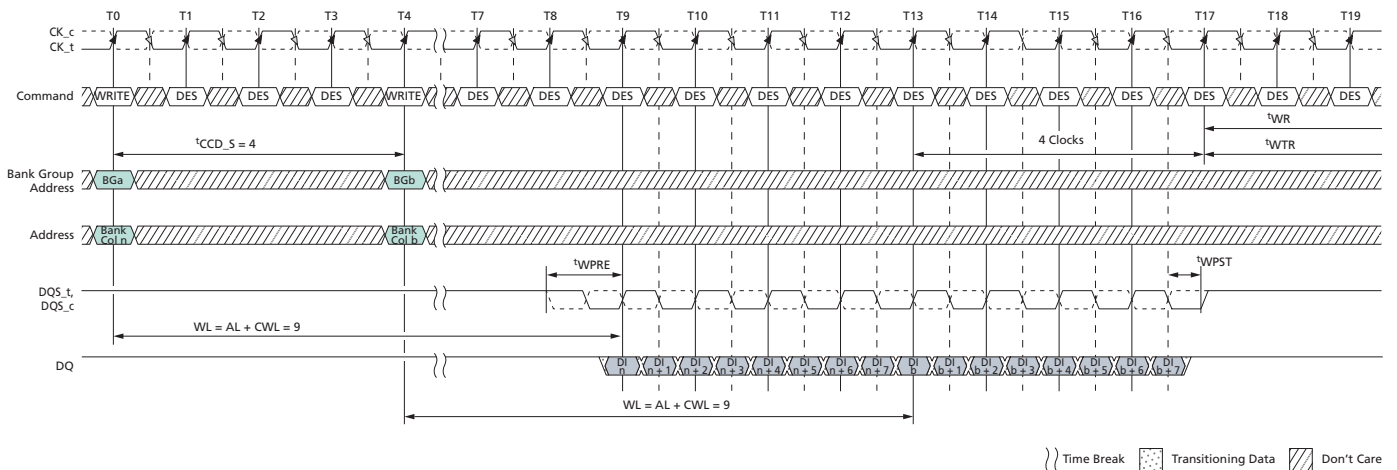 T0 T1 T2 T3 T4 T7 T8 T9 T10 T11 T12 T13 T14 T15 T16 T17 T18 T19
CK_c
CK_t
Command WRITE DES DES DES WRITE DES DES DES DES DES DES DES DES DES DES DES DES DES
tWR
tCCD_S = 4 4 Clocks tWTR
Bank Group
Address BGa BGb
Address Bank
Col n Bank
Col b
tWPRE tWPST
DQS_t,
DQS_c
WL = AL + CWL = 9
DQ DI
n DI
n + 1 DI
n + 2 DI
n + 3 DI
n + 4 DI
n + 5 DI
n + 6 DI
n + 7 DI
b DI
b + 1 DI
b + 2 DI
b + 3 DI
b + 4 DI
b + 5 DI
b + 6 DI
b + 7
WL = AL + CWL = 9
Time Break Transitioning Data Don't Care